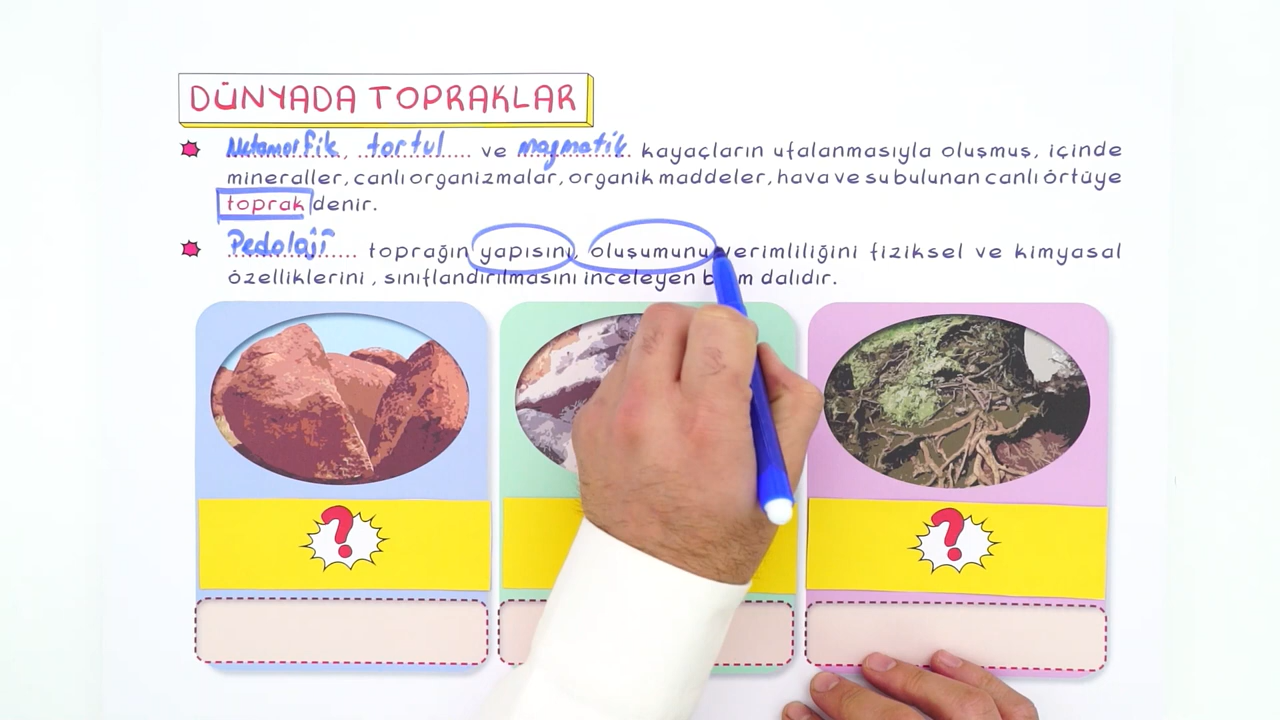 DÜNYADA TOPRAKLAR
Metamorfik, tortul ve magmatik kayaçların ufalanmasıyla oluşmuş, içinde
mineraller, canlı organizmalar, organik maddeler, hava ve su bulunan canlı örtüye
toprak denir.
Pedoloji toprağın yapısını, oluşumunu verimliliğini fiziksel ve kimyasal
özelliklerini, sınıflandırılmasını inceleyen dalıdır.
? ?